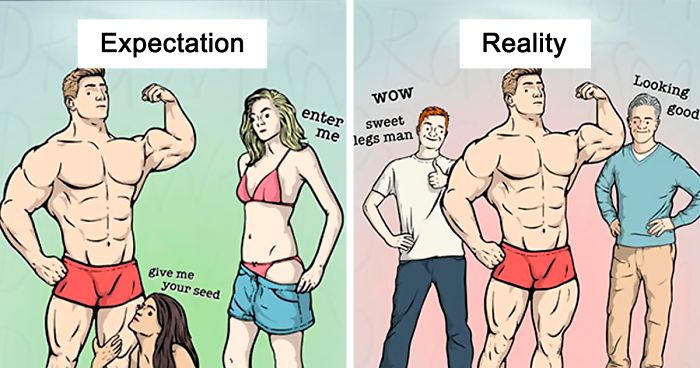 Expectation
enter
me
give me
your seed
Reality
WOW
sweet
legs man
Looking
good